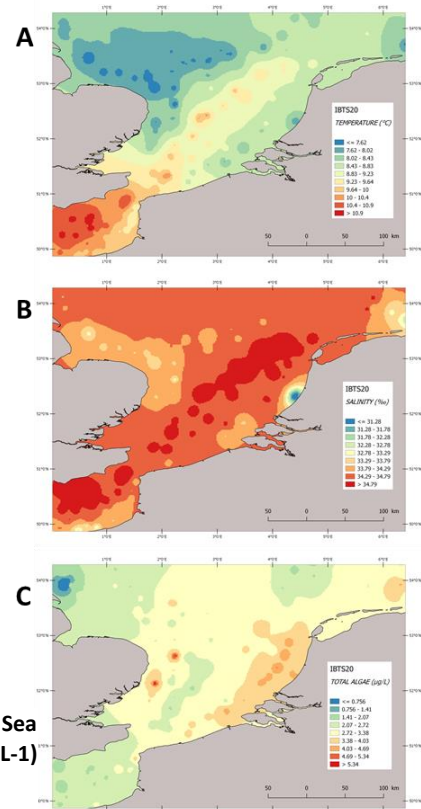 A
IBTS20
TEMPERATURE (°C)
<= 7.62
7.62 - 8.02
8.02 - 8.43
8.43 - 8.83
8.83 - 9.23
9.23 - 9.64
9.64 - 10
10 - 10.4
10.4 - 10.9
> 10.9
50 0 50 100 km
B
IBTS20
SALINITY (‰)
<= 31.28
31.28 - 31.78
31.78 - 32.28
32.28 - 32.78
32.78 - 33.29
33.29 - 33.79
33.79 - 34.29
34.29 - 34.79
> 34.79
50 0 50 100 km
C
IBTS20
TOTAL ALGAE (µg/L)
<= 0.756
0.756 - 1.41
1.41 - 2.07
2.07 - 2.72
2.72 - 3.38
3.38 - 4.03
4.03 - 4.69
4.69 - 5.34
> 5.34
Sea
L-1)
50 0 50 100 km